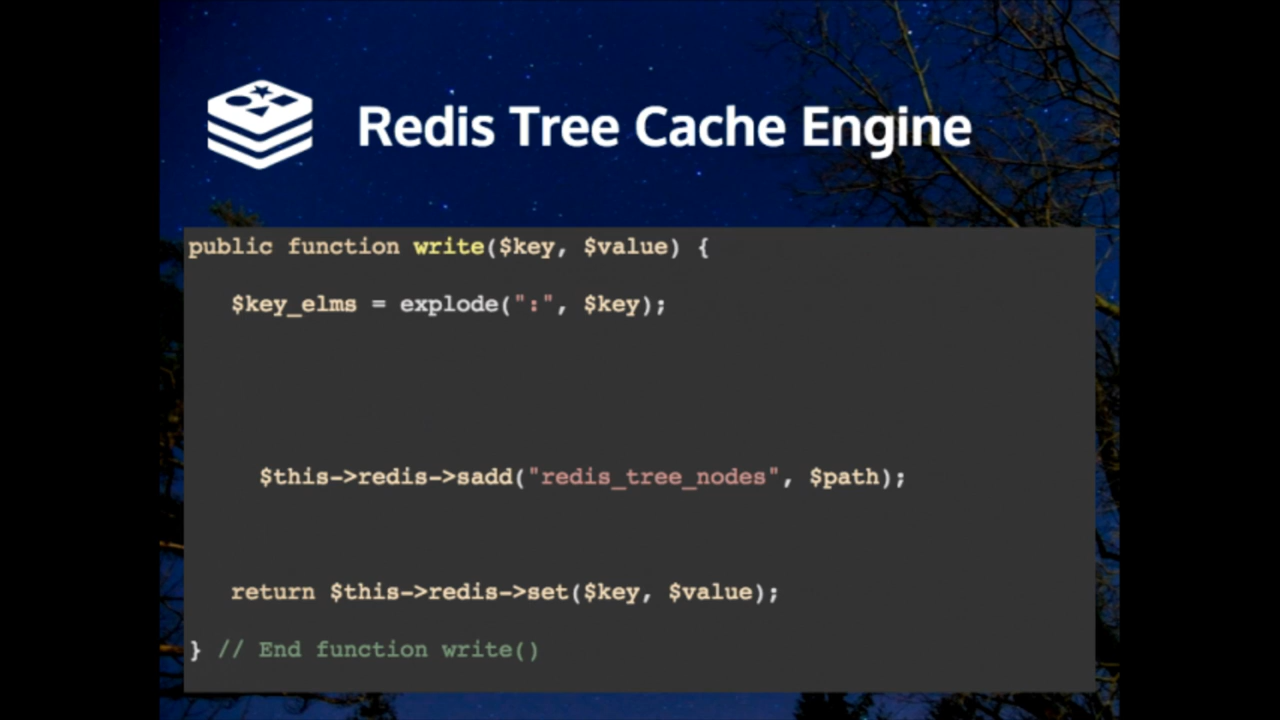 Redis Tree Cache Engine
public function write($key, $value) {
$key_elms = explode(":", $key);
$this->redis->sadd("redis_tree_nodes", $path);
return $this->redis->set($key, $value);
} // End function write()